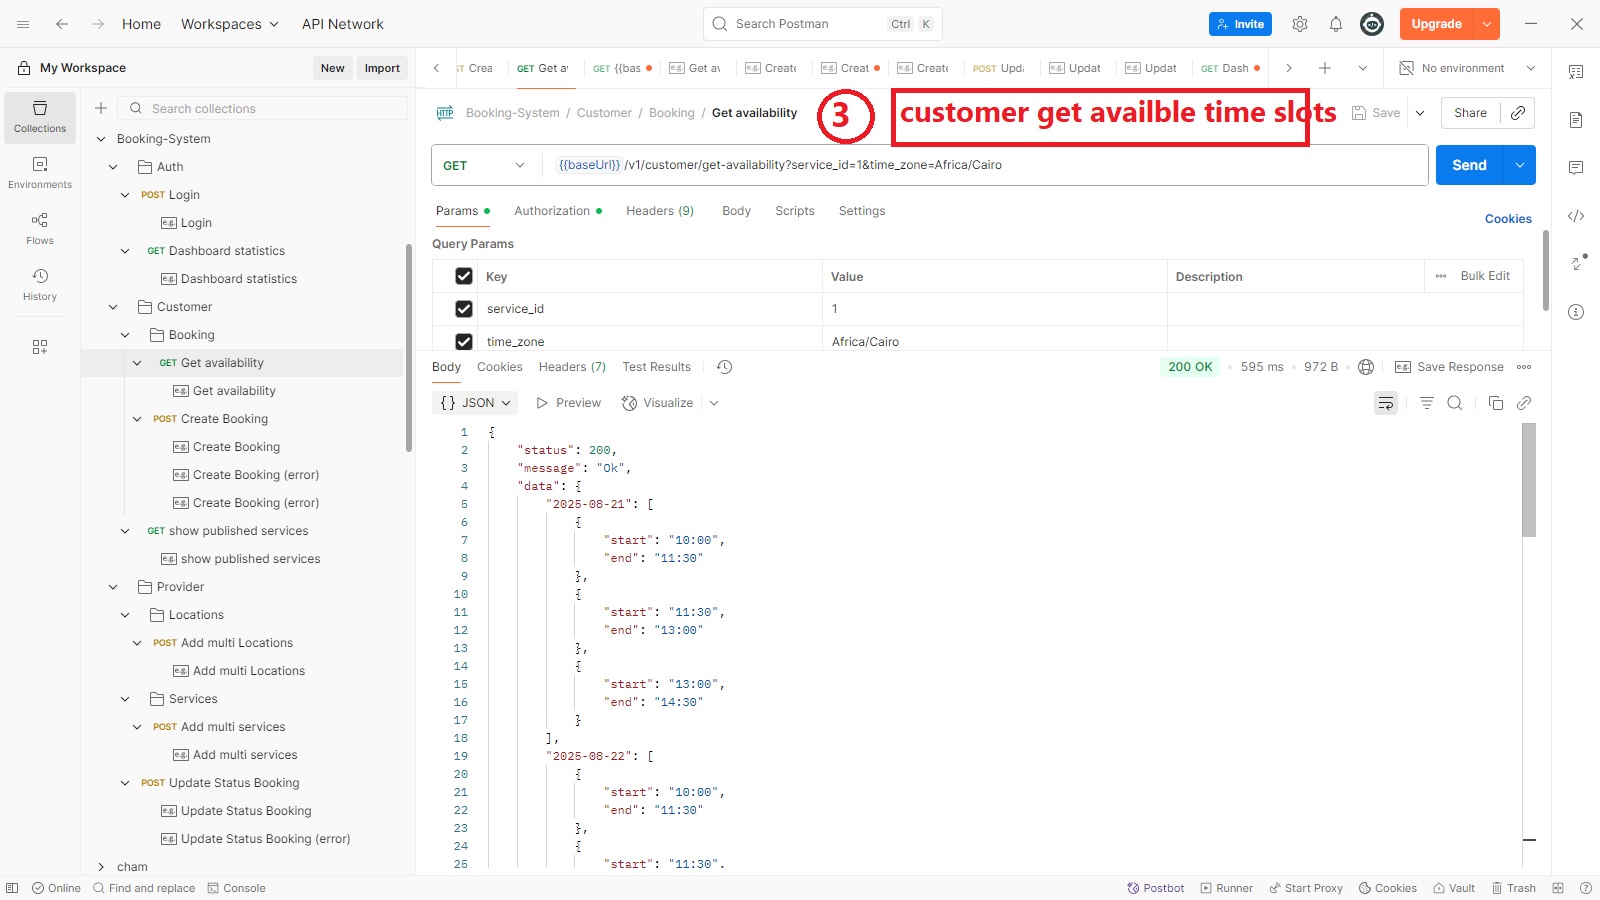 Home Workspaces API Network Search Postman Ctrl K Invite Upgrade
My Workspace New Import
Crea GET Get av GET {{bas e.g. Get av e.g. Create e.g. Creat e.g. Create POST Upda e.g. Updat e.g. Updat GET Dash No environment
Collections
Environments
Flows
History
Search collections
Booking-System
Auth
POST Login
e.g. Login
GET Dashboard statistics
e.g. Dashboard statistics
Customer
Booking
GET Get availability
e.g. Get availability
POST Create Booking
e.g. Create Booking
e.g. Create Booking (error)
e.g. Create Booking (error)
GET show published services
e.g. show published services
Provider
Locations
POST Add multi Locations
e.g. Add multi Locations
Services
POST Add multi services
e.g. Add multi services
POST Update Status Booking
e.g. Update Status Booking
e.g. Update Status Booking (error)
cham
HTTP Booking-System / Customer / Booking / Get availability
3 customer get availble time slots
Save Share
GET {{baseUrl}} /v1/customer/get-availability?service_id=1&time_zone=Africa/Cairo Send
Params Authorization Headers (9) Body Scripts Settings Cookies
Query Params
Key Value Description Bulk Edit
service_id 1
time_zone Africa/Cairo
Body Cookies Headers (7) Test Results 200 OK 595 ms 972 B e.g. Save Response
{} JSON Preview Visualize
1 {
2 "status": 200,
3 "message": "Ok",
4 "data": {
5 "2025-08-21": [
6 {
7 "start": "10:00",
8 "end": "11:30"
9 },
10 {
11 "start": "11:30",
12 "end": "13:00"
13 },
14 {
15 "start": "13:00",
16 "end": "14:30"
17 }
18 ],
19 "2025-08-22": [
20 {
21 "start": "10:00",
22 "end": "11:30"
23 },
24 {
25 "start": "11:30",
Online Find and replace Console Postbot Runner Start Proxy Cookies Vault Trash